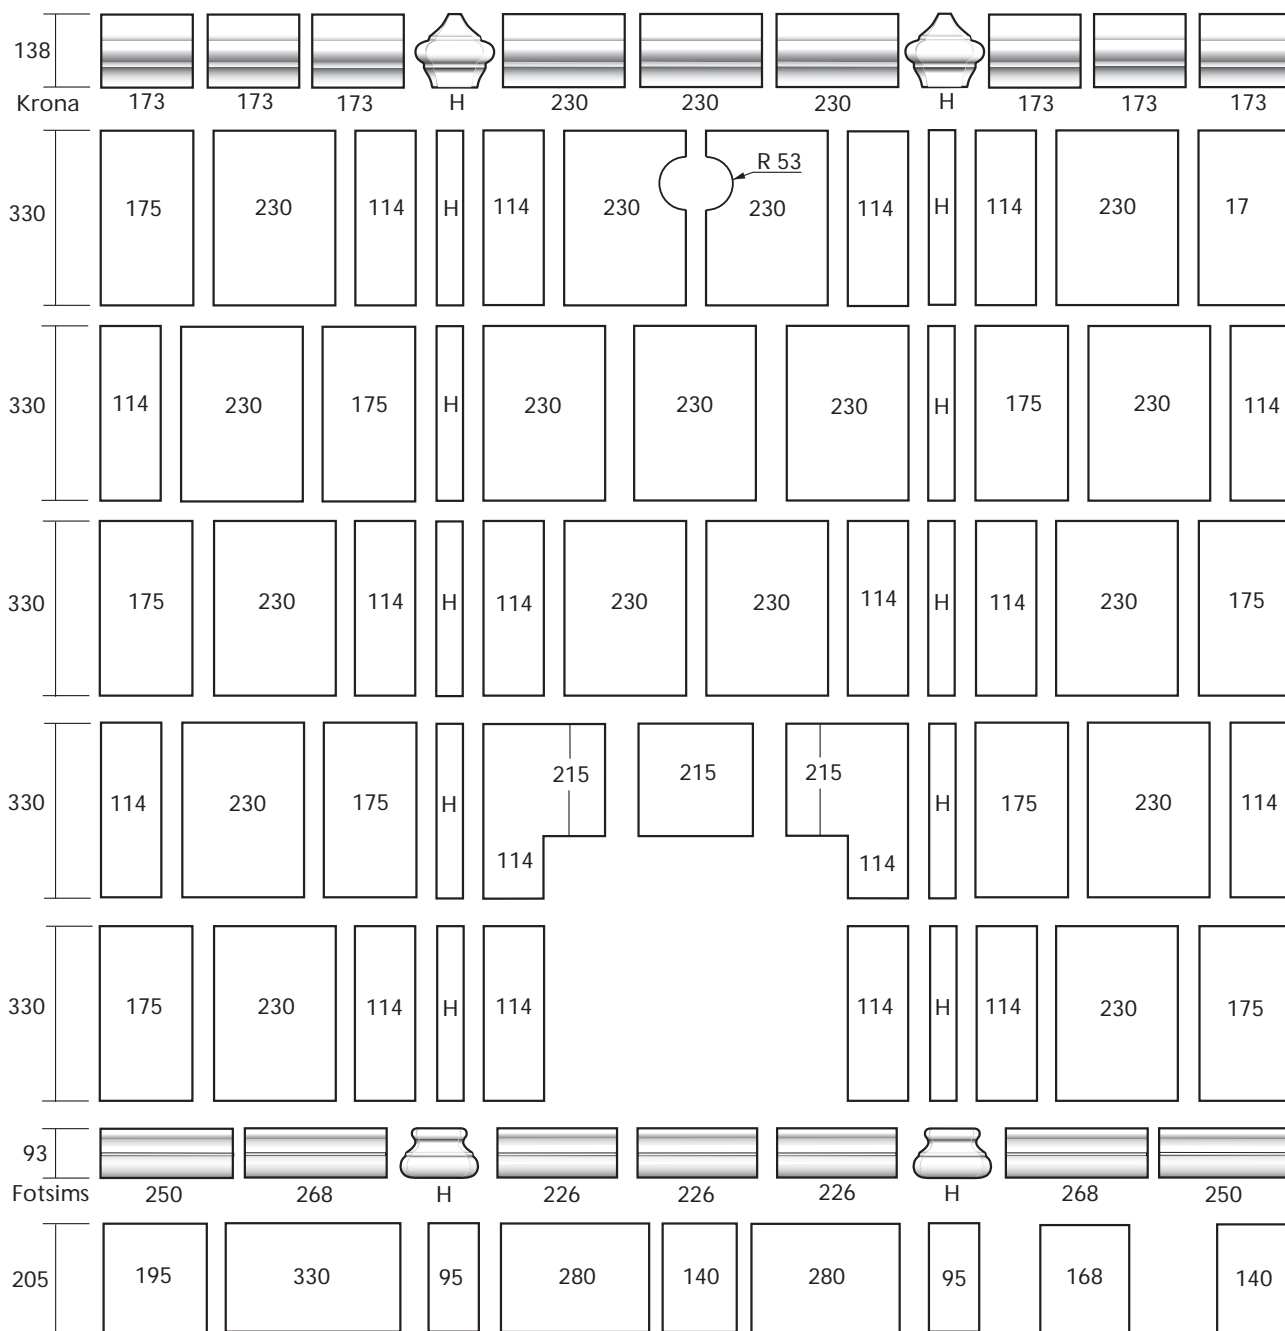 138
Krona 173 173 173 H 230 230 230 H 173 173 173
R 53
330 175 230 114 H 114 230 230 114 H 114 230 17
330 114 230 175 H 230 230 230 H 175 230 114
330 175 230 114 H 114 230 230 114 H 114 230 175
215 215 215
330 114 230 175 H H 175 230 114
114 114
330 175 230 114 H 114 114 H 114 230 175
93
Fotsims 250 268 H 226 226 226 H 268 250
205 195 330 95 280 140 280 95 168 140